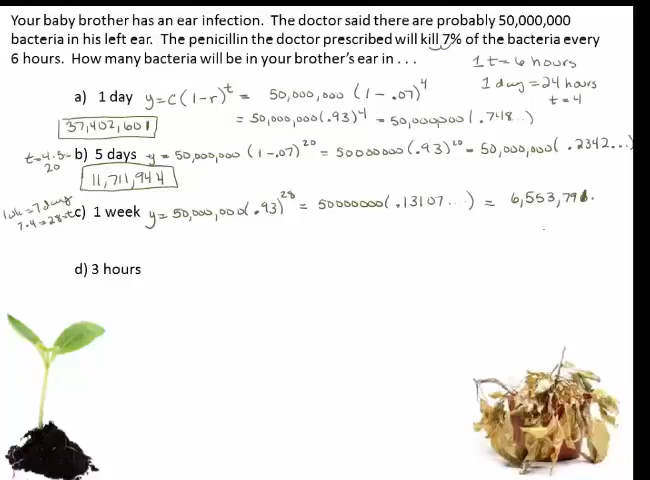 Your baby brother has an ear infection. The doctor said there are probably 50,000,000
bacteria in his left ear. The penicillin the doctor prescribed will kill 7% of the bacteria every
6 hours. How many bacteria will be in your brother's ear in . . .
1 t = 6 hours
1 day = 24 hours
t = 4
a) 1 day y = C(1-r)^t = 50,000,000 (1 - .07)^4
= 50,000,000(.93)^4 = 50,000,000(.748...)
37,402,601
t = 4·5 =
20
b) 5 days y = 50,000,000 (1-.07)^20 = 50000000(.93)^20 = 50,000,000(.2342...)
11,711,944
1 wk = 7 days
7·4 = 28 = t
c) 1 week y = 50,000,000(.93)^28 = 50000000(.13107...) = 6,553,791.
d) 3 hours